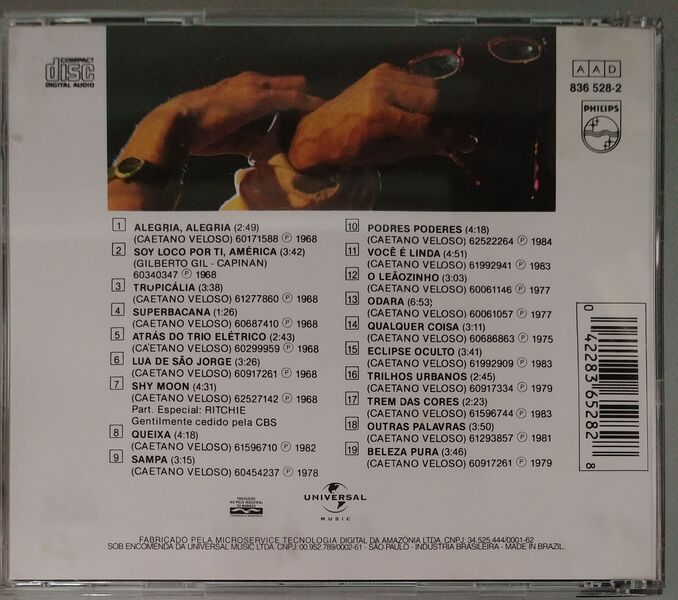 COMPACT
disc
DIGITAL AUDIO
A A D
836 528-2
PHILIPS
1 ALEGRIA, ALEGRIA (2:49)
(CAETANO VELOSO) 60171588 ℗ 1968
2 SOY LOCO POR TI, AMÉRICA (3:42)
(GILBERTO GIL - CAPINAN)
60340347 ℗ 1968
3 TROPICÁLIA (3:38)
(CAETANO VELOSO) 61277860 ℗ 1968
4 SUPERBACANA (1:26)
(CAETANO VELOSO) 60687410 ℗ 1968
5 ATRÁS DO TRIO ELÉTRICO (2:43)
(CAETANO VELOSO) 60299959 ℗ 1968
6 LUA DE SÃO JORGE (3:26)
(CAETANO VELOSO) 60917261 ℗ 1968
7 SHY MOON (4:31)
(CAETANO VELOSO) 62527142 ℗ 1968
Part. Especial: RITCHIE
Gentilmente cedido pela CBS
8 QUEIXA (4:18)
(CAETANO VELOSO) 61596710 ℗ 1982
9 SAMPA (3:15)
(CAETANO VELOSO) 60454237 ℗ 1978
10 PODRES PODERES (4:18)
(CAETANO VELOSO) 62522264 ℗ 1984
11 VOCÊ É LINDA (4:51)
(CAETANO VELOSO) 61992941 ℗ 1983
12 O LEÃOZINHO (3:03)
(CAETANO VELOSO) 60061146 ℗ 1977
13 ODARA (6:53)
(CAETANO VELOSO) 60061057 ℗ 1977
14 QUALQUER COISA (3:11)
(CAETANO VELOSO) 60686863 ℗ 1975
15 ECLIPSE OCULTO (3:41)
(CAETANO VELOSO) 61992909 ℗ 1983
16 TRILHOS URBANOS (2:45)
(CAETANO VELOSO) 60917334 ℗ 1979
17 TREM DAS CORES (2:23)
(CAETANO VELOSO) 61596744 ℗ 1983
18 OUTRAS PALAVRAS (3:50)
(CAETANO VELOSO) 61293857 ℗ 1981
19 BELEZA PURA (3:46)
(CAETANO VELOSO) 60917261 ℗ 1979
0 42283 65282 8
UNIVERSAL
MUSIC
FABRICADO PELA MICROSERVICE TECNOLOGIA DIGITAL DA AMAZÔNIA LTDA. CNPJ: 34.525.444/0001-62
SOB ENCOMENDA DA UNIVERSAL MUSIC LTDA. CNPJ: 00.952.789/0002-61 - SÃO PAULO - INDÚSTRIA BRASILEIRA - MADE IN BRAZIL